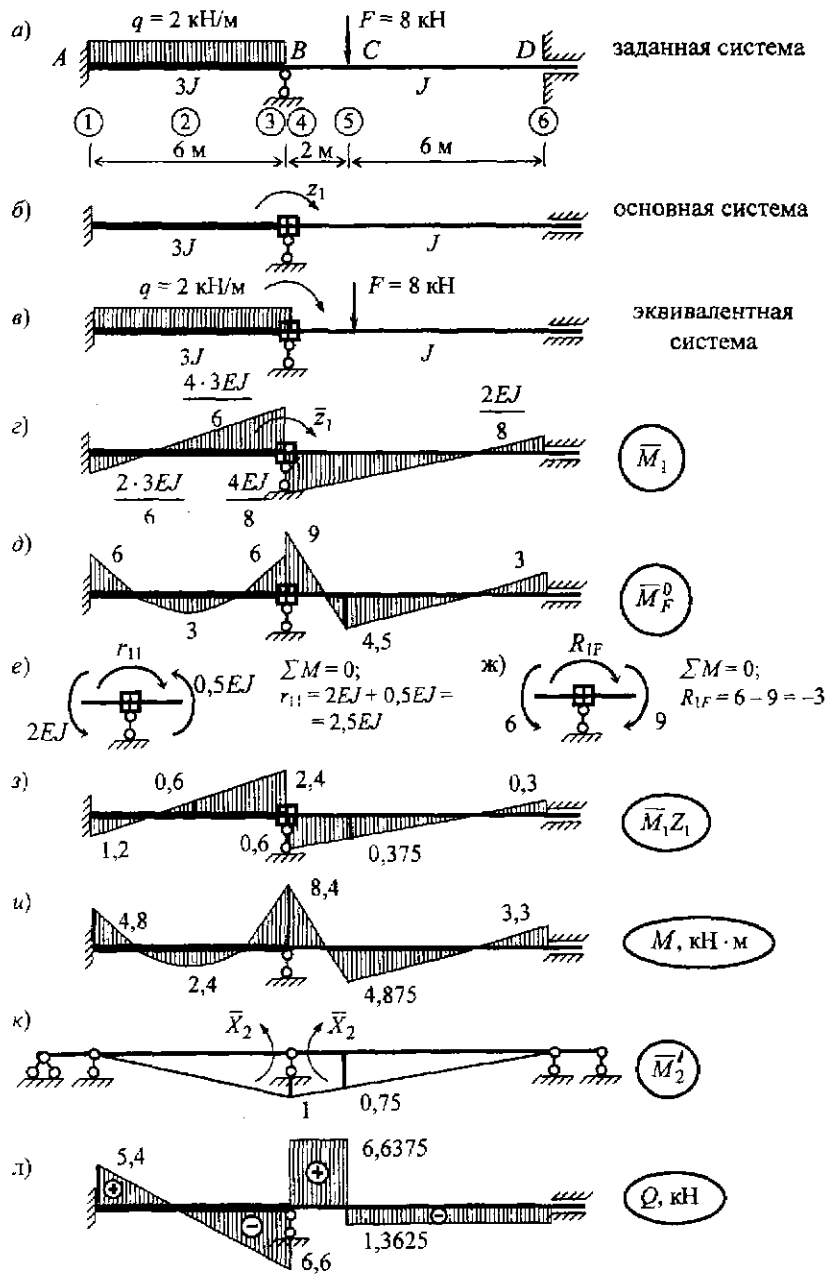 а)
q = 2 кН/м
F = 8 кН
A
B
C
D
заданная система
3J
J
1
2
3
4
5
6
6 м
2 м
6 м
б)
z₁
основная система
3J
J
в)
q = 2 кН/м
F = 8 кН
эквивалентная
система
3J
J
г)
4 · 3EJ
6
z̄₁
2EJ
8
M̄₁
2 · 3EJ
6
4EJ
8
д)
6
6
9
3
3
4,5
M̄⁰_F
е)
r₁₁
0,5EJ
2EJ
ΣM = 0;
r₁₁ = 2EJ + 0,5EJ =
= 2,5EJ
ж)
R₁F
6
9
ΣM = 0;
R₁F = 6 – 9 = –3
з)
0,6
2,4
0,3
1,2
0,6
0,375
M̄₁Z₁
и)
4,8
8,4
3,3
2,4
4,875
M, кН · м
к)
X̄₂
X̄₂
1
0,75
M̄₂′
л)
5,4
+
–
6,6
+
6,6375
–
1,3625
Q, кН